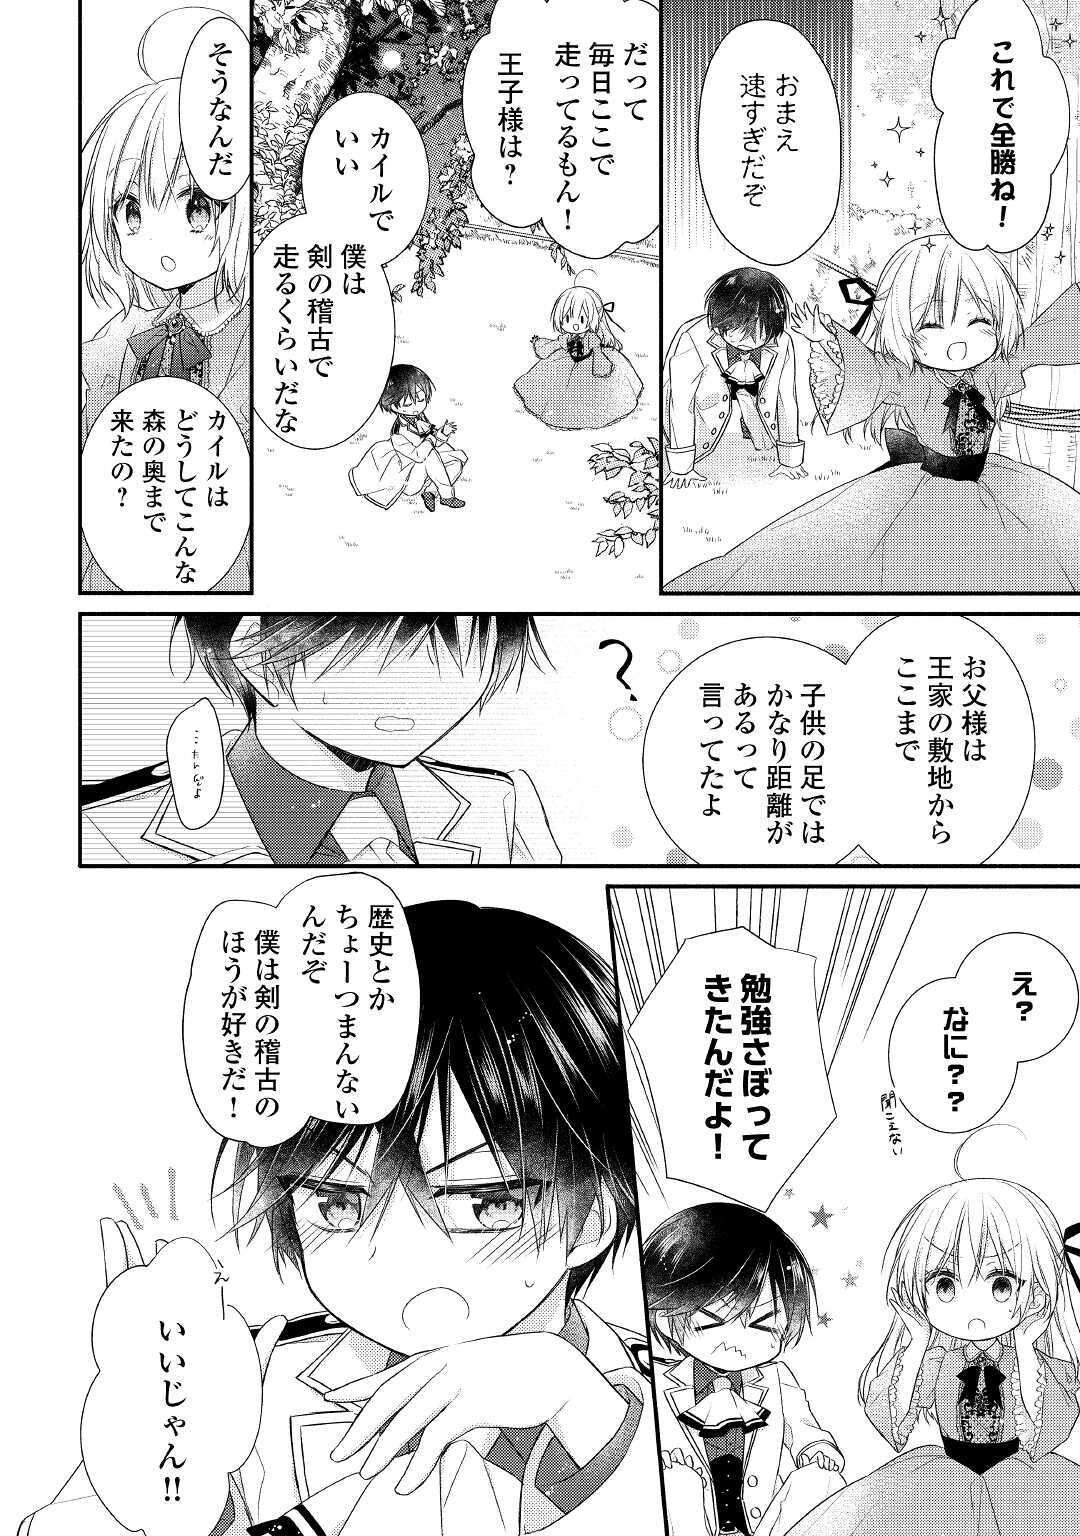 これで全勝ね！
おまえ
速すぎだぞ
だって
毎日ここで
走ってるもん！
王子様は？
カイルで
いい
僕は
剣の稽古で
走るくらいだな
そうなんだ
カイルは
どうしてこんな
森の奥まで
来たの？
お父様は
王家の敷地から
ここまで
子供の足では
かなり距離が
あるって
言ってたよ
？
え？
なに？？
聞こえない
勉強さぼって
きたんだよ！
歴史とか
ちょーつまんない
んだぞ
僕は剣の稽古の
ほうが好きだ！
えー
いいじゃん!!